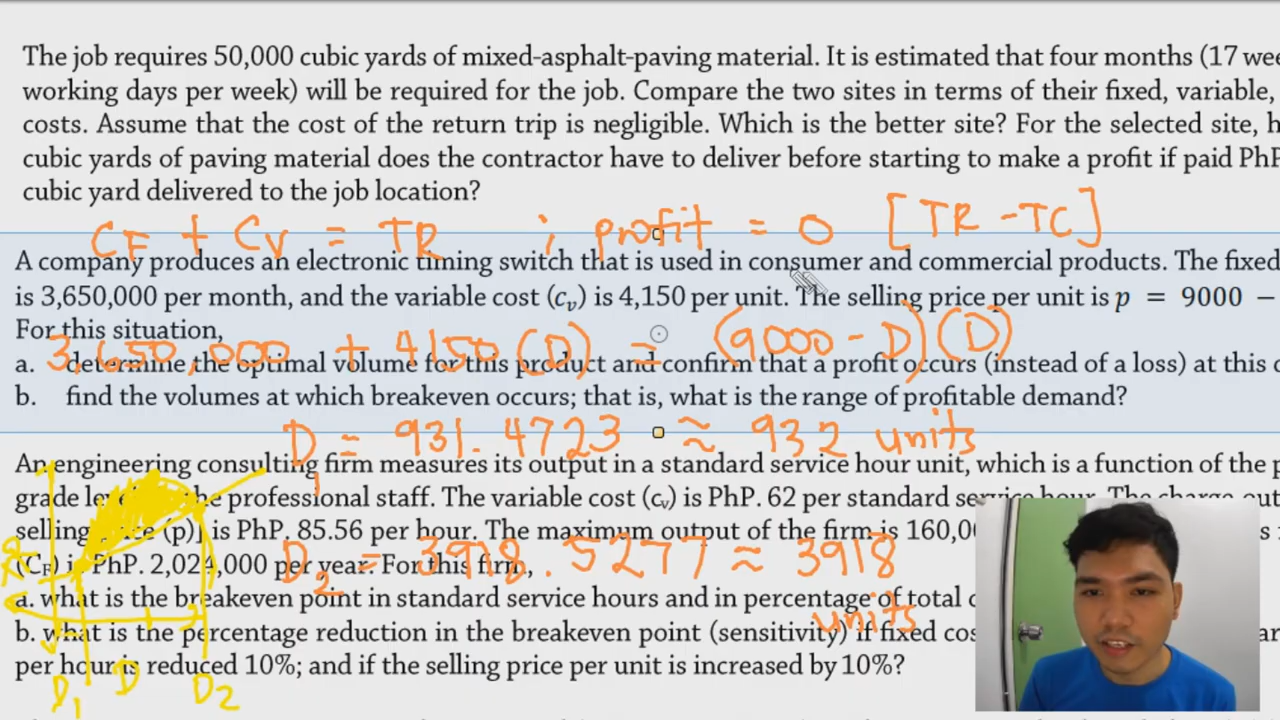 The job requires 50,000 cubic yards of mixed-asphalt-paving material. It is estimated that four months (17 wee
working days per week) will be required for the job. Compare the two sites in terms of their fixed, variable,
costs. Assume that the cost of the return trip is negligible. Which is the better site? For the selected site, h
cubic yards of paving material does the contractor have to deliver before starting to make a profit if paid PhP
cubic yard delivered to the job location?
CF + CV = TR ; profit = 0 [TR - TC]
A company produces an electronic timing switch that is used in consumer and commercial products. The fixed
is 3,650,000 per month, and the variable cost (cv) is 4,150 per unit. The selling price per unit is p = 9000 –
For this situation,
3,650,000 + 4150 (D) = (9000 - D)(D)
a. determine the optimal volume for this product and confirm that a profit occurs (instead of a loss) at this d
b. find the volumes at which breakeven occurs; that is, what is the range of profitable demand?
D1 = 931.4723 ≈ 932 units
An engineering consulting firm measures its output in a standard service hour unit, which is a function of the p
grade le the professional staff. The variable cost (cv) is PhP. 62 per standard service hour. The charge out
selling (p)] is PhP. 85.56 per hour. The maximum output of the firm is 160,0 s
D2 = 3918.5277 ≈ 3918 units
(CF) i PhP. 2,024,000 per year. For this firm,
a. what is the breakeven point in standard service hours and in percentage of total c
b. what is the percentage reduction in the breakeven point (sensitivity) if fixed cos ar
per hour is reduced 10%; and if the selling price per unit is increased by 10%?
D1 D D2